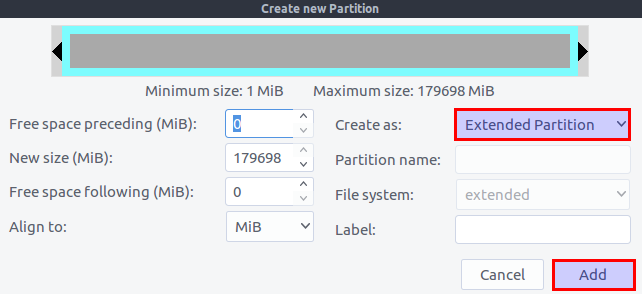 Create new Partition
Minimum size: 1 MiB Maximum size: 179698 MiB
Free space preceding (MiB): 0 Create as: Extended Partition
New size (MiB): 179698 Partition name:
Free space following (MiB): 0 File system: extended
Align to: MiB Label:
Cancel Add